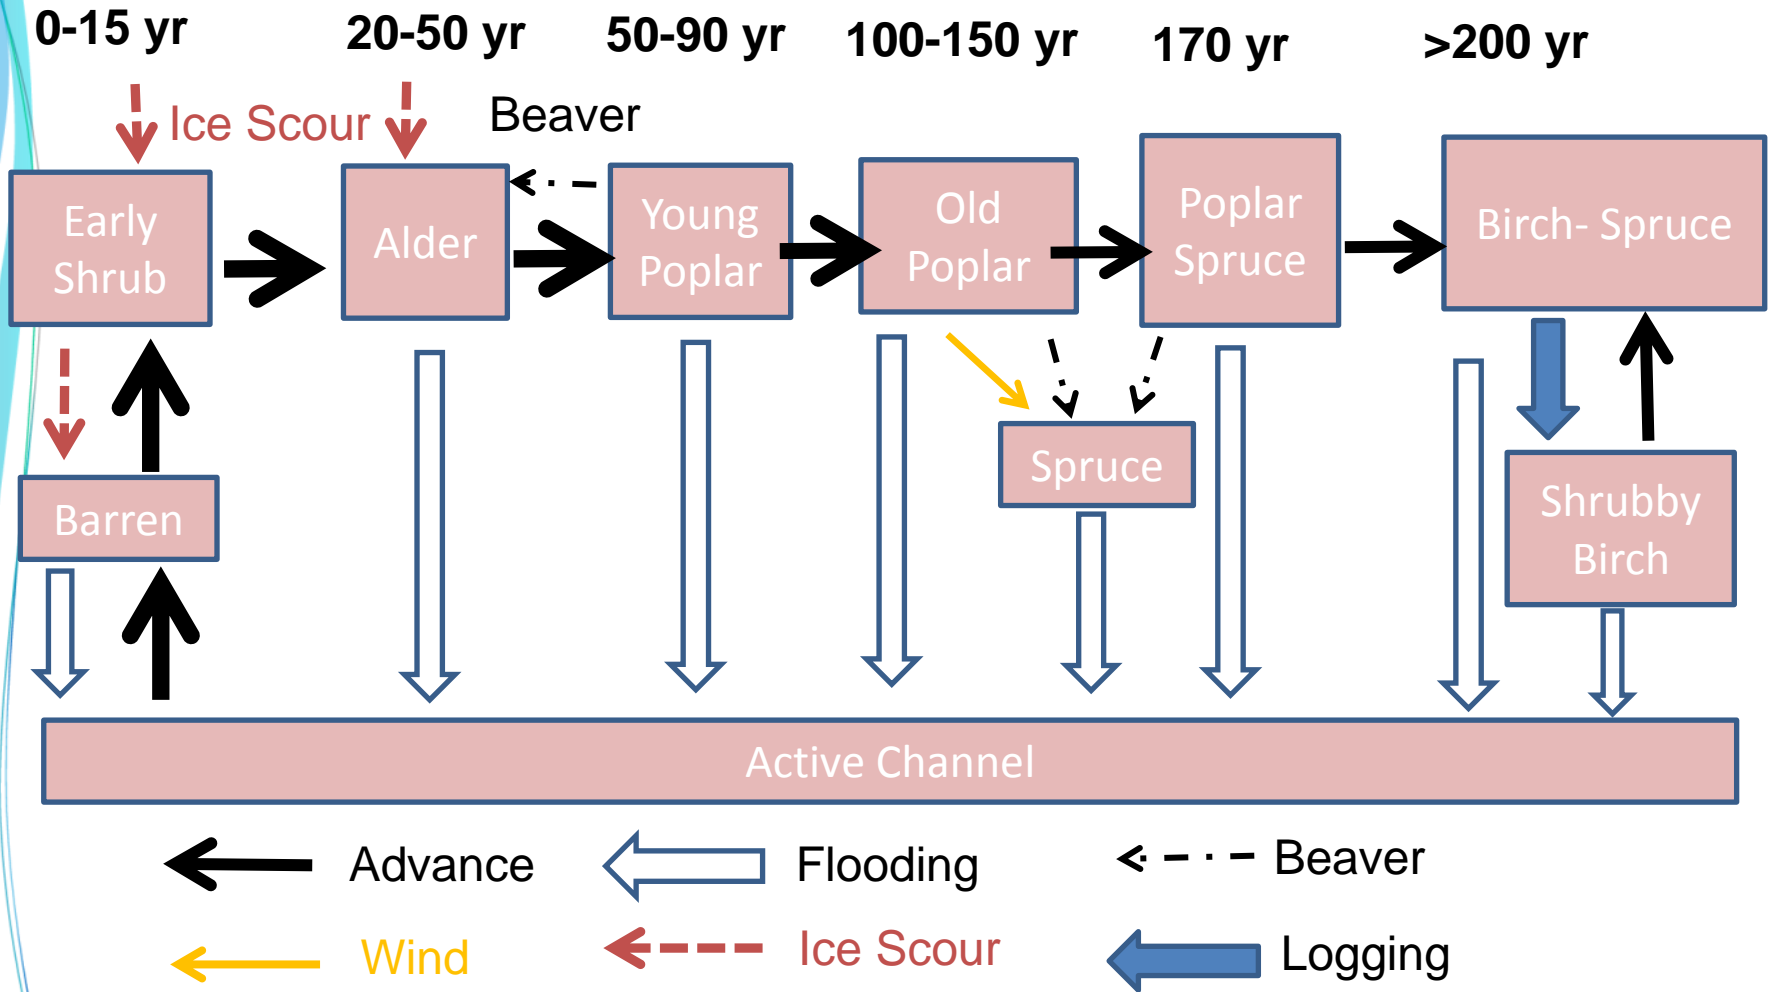 0-15 yr
20-50 yr
50-90 yr
100-150 yr
170 yr
>200 yr
Ice Scour
Beaver
Early
Shrub
Alder
Young
Poplar
Old
Poplar
Poplar
Spruce
Birch- Spruce
Barren
Spruce
Shrubby
Birch
Active Channel
Advance
Flooding
Beaver
Wind
Ice Scour
Logging